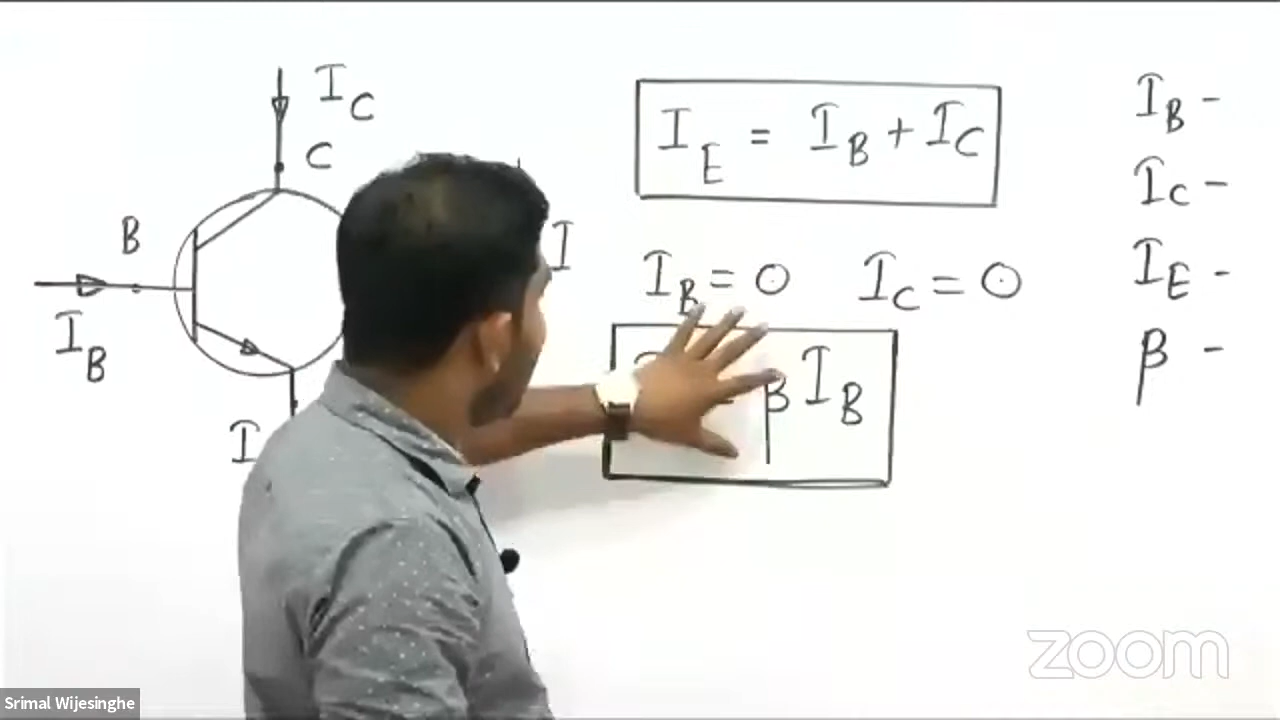 I_C
C
B
I_B
I
I
I_E = I_B + I_C
I_B = 0 I_C = 0
β I_B
I_B -
I_C -
I_E -
β -
zoom
Srimal Wijesinghe